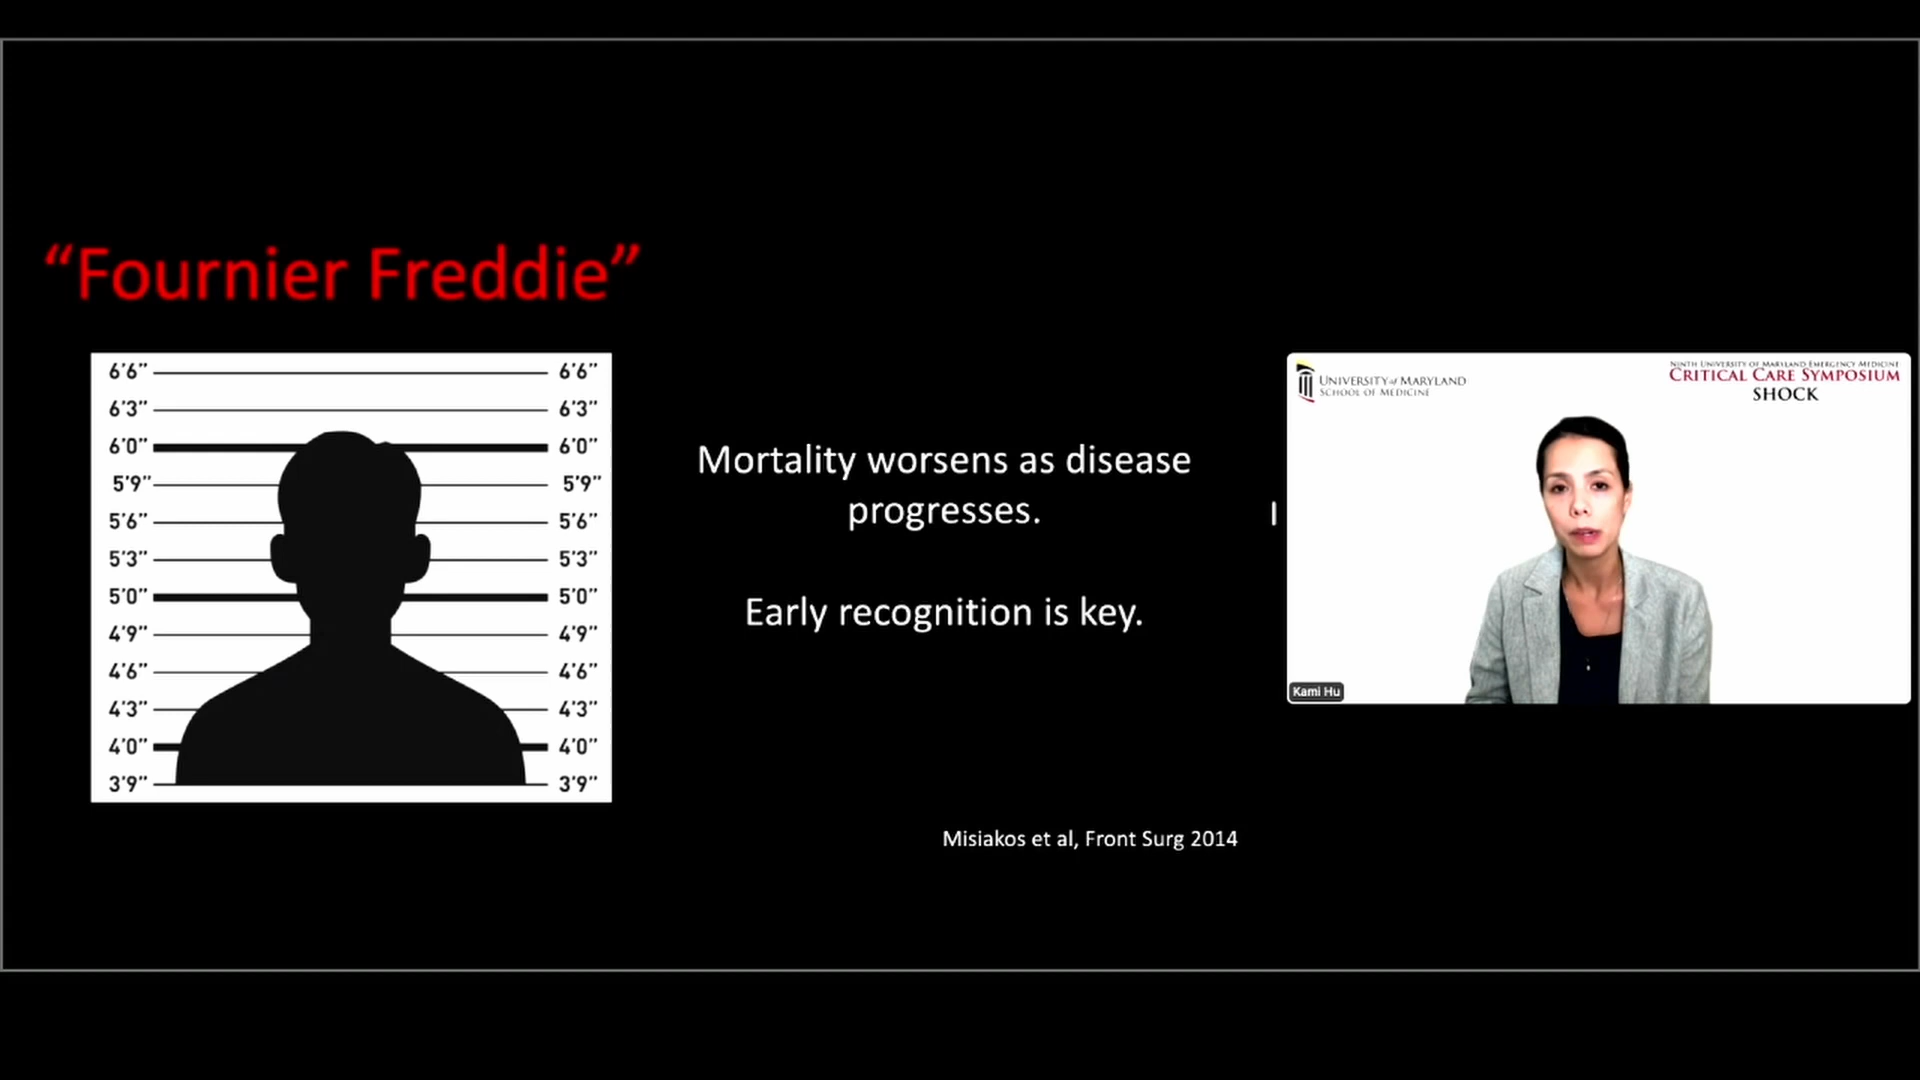 “Fournier Freddie”
6’6” 6’6”
6’3” 6’3”
6’0” 6’0”
5’9” 5’9”
5’6” 5’6”
5’3” 5’3”
5’0” 5’0”
4’9” 4’9”
4’6” 4’6”
4’3” 4’3”
4’0” 4’0”
3’9” 3’9”
Mortality worsens as disease
progresses.
Early recognition is key.
Misiakos et al, Front Surg 2014
UNIVERSITY of MARYLAND
SCHOOL OF MEDICINE
NINTH UNIVERSITY OF MARYLAND EMERGENCY MEDICINE
CRITICAL CARE SYMPOSIUM
SHOCK
Kami Hu